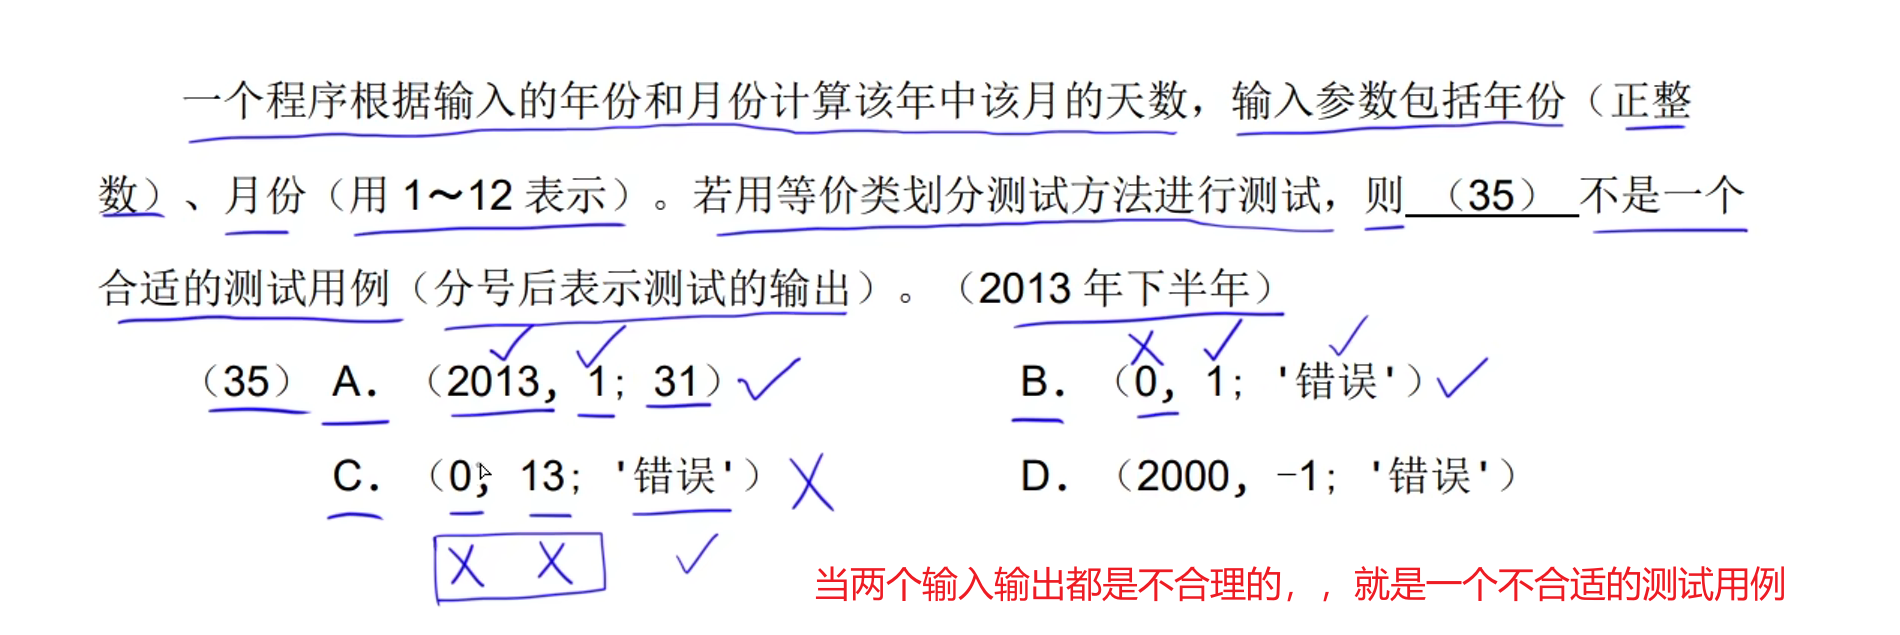 一个程序根据输入的年份和月份计算该年中该月的天数，输入参数包括年份（正整
数）、月份（用 1～12 表示）。若用等价类划分测试方法进行测试，则 （35） 不是一个
合适的测试用例（分号后表示测试的输出）。（2013 年下半年）
（35） A. （2013，1；31） B. （0，1；'错误'）
C. （0，13；'错误'） D. （2000，-1；'错误'）
当两个输入输出都是不合理的，，就是一个不合适的测试用例